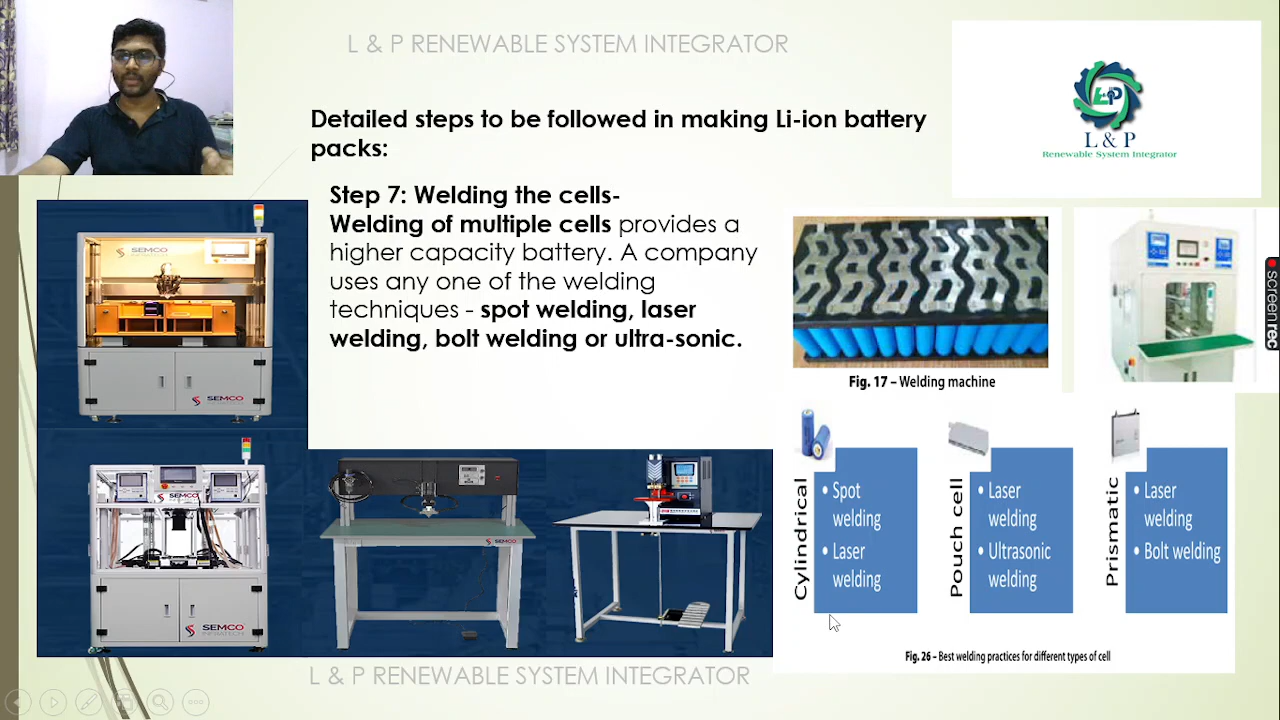 L & P RENEWABLE SYSTEM INTEGRATOR
L&P
L & P
Renewable System Integrator
Detailed steps to be followed in making Li-ion battery
packs:
Step 7: Welding the cells-
Welding of multiple cells provides a
higher capacity battery. A company
uses any one of the welding
techniques - spot welding, laser
welding, bolt welding or ultra-sonic.
SEMCO
SEMCO
SEMCO
SEMCO
INFRATECH
SEMCO
Fig. 17 – Welding machine
Cylindrical
• Spot
welding
• Laser
welding
Pouch cell
• Laser
welding
• Ultrasonic
welding
Prismatic
• Laser
welding
• Bolt welding
Fig. 26 – Best welding practices for different types of cell
L & P RENEWABLE SYSTEM INTEGRATOR
screenrec